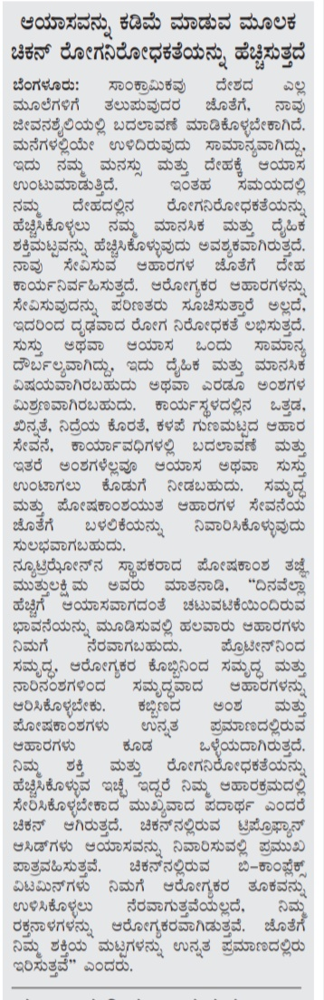 ಆಯಾಸವನ್ನು ಕಡಿಮೆ ಮಾಡುವ ಮೂಲಕ
ಚಿಕನ್ ರೋಗನಿರೋಧಕತೆಯನ್ನು ಹೆಚ್ಚಿಸುತ್ತದೆ
ಬೆಂಗಳೂರು: ಸಾಂಕ್ರಾಮಿಕವು ದೇಶದ ಎಲ್ಲ
ಮೂಲೆಗಳಿಗೆ ತಲುಪುವುದರ ಜೊತೆಗೆ, ನಾವು
ಜೀವನಶೈಲಿಯಲ್ಲಿ ಬದಲಾವಣೆ ಮಾಡಿಕೊಳ್ಳಬೇಕಾಗಿದೆ.
ಮನೆಗಳಲ್ಲಿಯೇ ಉಳಿದಿರುವುದು ಸಾಮಾನ್ಯವಾಗಿದ್ದು,
ಇದು ನಮ್ಮ ಮನಸ್ಸು ಮತ್ತು ದೇಹಕ್ಕೆ ಆಯಾಸ
ಉಂಟುಮಾಡುತ್ತಿದೆ. ಇಂತಹ ಸಮಯದಲ್ಲಿ
ನಮ್ಮ ದೇಹದಲ್ಲಿನ ರೋಗನಿರೋಧಕತೆಯನ್ನು
ಹೆಚ್ಚಿಸಿಕೊಳ್ಳಲು ನಮ್ಮ ಮಾನಸಿಕ ಮತ್ತು ದೈಹಿಕ
ಶಕ್ತಿಮಟ್ಟವನ್ನು ಹೆಚ್ಚಿಸಿಕೊಳ್ಳುವುದು ಅವಶ್ಯಕವಾಗಿರುತ್ತದೆ.
ನಾವು ಸೇವಿಸುವ ಆಹಾರಗಳ ಜೊತೆಗೆ ದೇಹ
ಕಾರ್ಯನಿರ್ವಹಿಸುತ್ತದೆ. ಆರೋಗ್ಯಕರ ಆಹಾರಗಳನ್ನು
ಸೇವಿಸುವುದನ್ನು ಪರಿಣತರು ಸೂಚಿಸುತ್ತಾರೆ ಅಲ್ಲದೆ,
ಇದರಿಂದ ದೃಢವಾದ ರೋಗ ನಿರೋಧಕತೆ ಲಭಿಸುತ್ತದೆ.
ಸುಸ್ತು ಅಥವಾ ಆಯಾಸ ಒಂದು ಸಾಮಾನ್ಯ
ದೌರ್ಬಲ್ಯವಾಗಿದ್ದು, ಇದು ದೈಹಿಕ ಮತ್ತು ಮಾನಸಿಕ
ವಿಷಯವಾಗಿರಬಹುದು ಅಥವಾ ಎರಡೂ ಅಂಶಗಳ
ಮಿಶ್ರಣವಾಗಿರಬಹುದು. ಕಾರ್ಯಸ್ಥಳದಲ್ಲಿನ ಒತ್ತಡ,
ಖಿನ್ನತೆ, ನಿದ್ರೆಯ ಕೊರತೆ, ಕಳಪೆ ಗುಣಮಟ್ಟದ ಆಹಾರ
ಸೇವನೆ, ಕಾರ್ಯಾವಧಿಗಳಲ್ಲಿ ಬದಲಾವಣೆ ಮತ್ತು
ಇತರೆ ಅಂಶಗಳೆಲ್ಲವೂ ಆಯಾಸ ಅಥವಾ ಸುಸ್ತು
ಉಂಟಾಗಲು ಕೊಡುಗೆ ನೀಡಬಹುದು. ಸಮೃದ್ಧ
ಮತ್ತು ಪೋಷಕಾಂಶಯುತ ಆಹಾರಗಳ ಸೇವನೆಯ
ಜೊತೆಗೆ ಬಳಲಿಕೆಯನ್ನು ನಿವಾರಿಸಿಕೊಳ್ಳುವುದು
ಸುಲಭವಾಗಬಹುದು.
ನ್ಯೂಟ್ರಿಝೋನ್‌ನ ಸ್ಥಾಪಕರಾದ ಪೋಷಕಾಂಶ ತಜ್ಞೆ
ಮುತ್ತುಲಕ್ಷ್ಮಿಮ ಅವರು ಮಾತನಾಡಿ, "ದಿನವೆಲ್ಲಾ
ಹೆಚ್ಚಿಗೆ ಆಯಾಸವಾಗದಂತೆ ಚಟುವಟಿಕೆಯಿಂದಿರುವ
ಭಾವನೆಯನ್ನು ಮೂಡಿಸುವಲ್ಲಿ ಹಲವಾರು ಆಹಾರಗಳು
ನಿಮಗೆ ನೆರವಾಗಬಹುದು. ಪ್ರೊಟೀನ್‌ನಿಂದ
ಸಮೃದ್ಧ, ಆರೋಗ್ಯಕರ ಕೊಬ್ಬಿನಿಂದ ಸಮೃದ್ಧ ಮತ್ತು
ನಾರಿನಂಶಗಳಿಂದ ಸಮೃದ್ಧವಾದ ಆಹಾರಗಳನ್ನು
ಆರಿಸಿಕೊಳ್ಳಬೇಕು. ಕಬ್ಬಿಣದ ಅಂಶ ಮತ್ತು
ಪೋಷಕಾಂಶಗಳು ಉನ್ನತ ಪ್ರಮಾಣದಲ್ಲಿರುವ
ಆಹಾರಗಳು ಕೂಡ ಒಳ್ಳೆಯದಾಗಿರುತ್ತದೆ.
ನಿಮ್ಮ ಶಕ್ತಿ ಮತ್ತು ರೋಗನಿರೋಧಕತೆಯನ್ನು
ಹೆಚ್ಚಿಸಿಕೊಳ್ಳುವ ಇಚ್ಛೆ ಇದ್ದರೆ ನಿಮ್ಮ ಆಹಾರಕ್ರಮದಲ್ಲಿ
ಸೇರಿಸಿಕೊಳ್ಳಬೇಕಾದ ಮುಖ್ಯವಾದ ಪದಾರ್ಥ ಎಂದರೆ
ಚಿಕನ್ ಆಗಿರುತ್ತದೆ. ಚಿಕನ್‌ನಲ್ಲಿರುವ ಟ್ರಿಪ್ರೊಫ್ಯಾನ್
ಆಸಿಡ್‌ಗಳು ಆಯಾಸವನ್ನು ನಿವಾರಿಸುವಲ್ಲಿ ಪ್ರಮುಖ
ಪಾತ್ರವಹಿಸುತ್ತವೆ. ಚಿಕನ್‌ನಲ್ಲಿರುವ ಬಿ–ಕಾಂಪ್ಲೆಕ್ಸ್
ವಿಟಮಿನ್‌ಗಳು ನಿಮಗೆ ಆರೋಗ್ಯಕರ ತೂಕವನ್ನು
ಉಳಿಸಿಕೊಳ್ಳಲು ನೆರವಾಗುತ್ತವೆಯಲ್ಲದೆ, ನಿಮ್ಮ
ರಕ್ತನಾಳಗಳನ್ನು ಆರೋಗ್ಯಕರವಾಗಿಡುತ್ತವೆ. ಜೊತೆಗೆ
ನಿಮ್ಮ ಶಕ್ತಿಯ ಮಟ್ಟಗಳನ್ನು ಉನ್ನತ ಪ್ರಮಾಣದಲ್ಲಿರು
ಇರಿಸುತ್ತವೆ" ಎಂದರು.